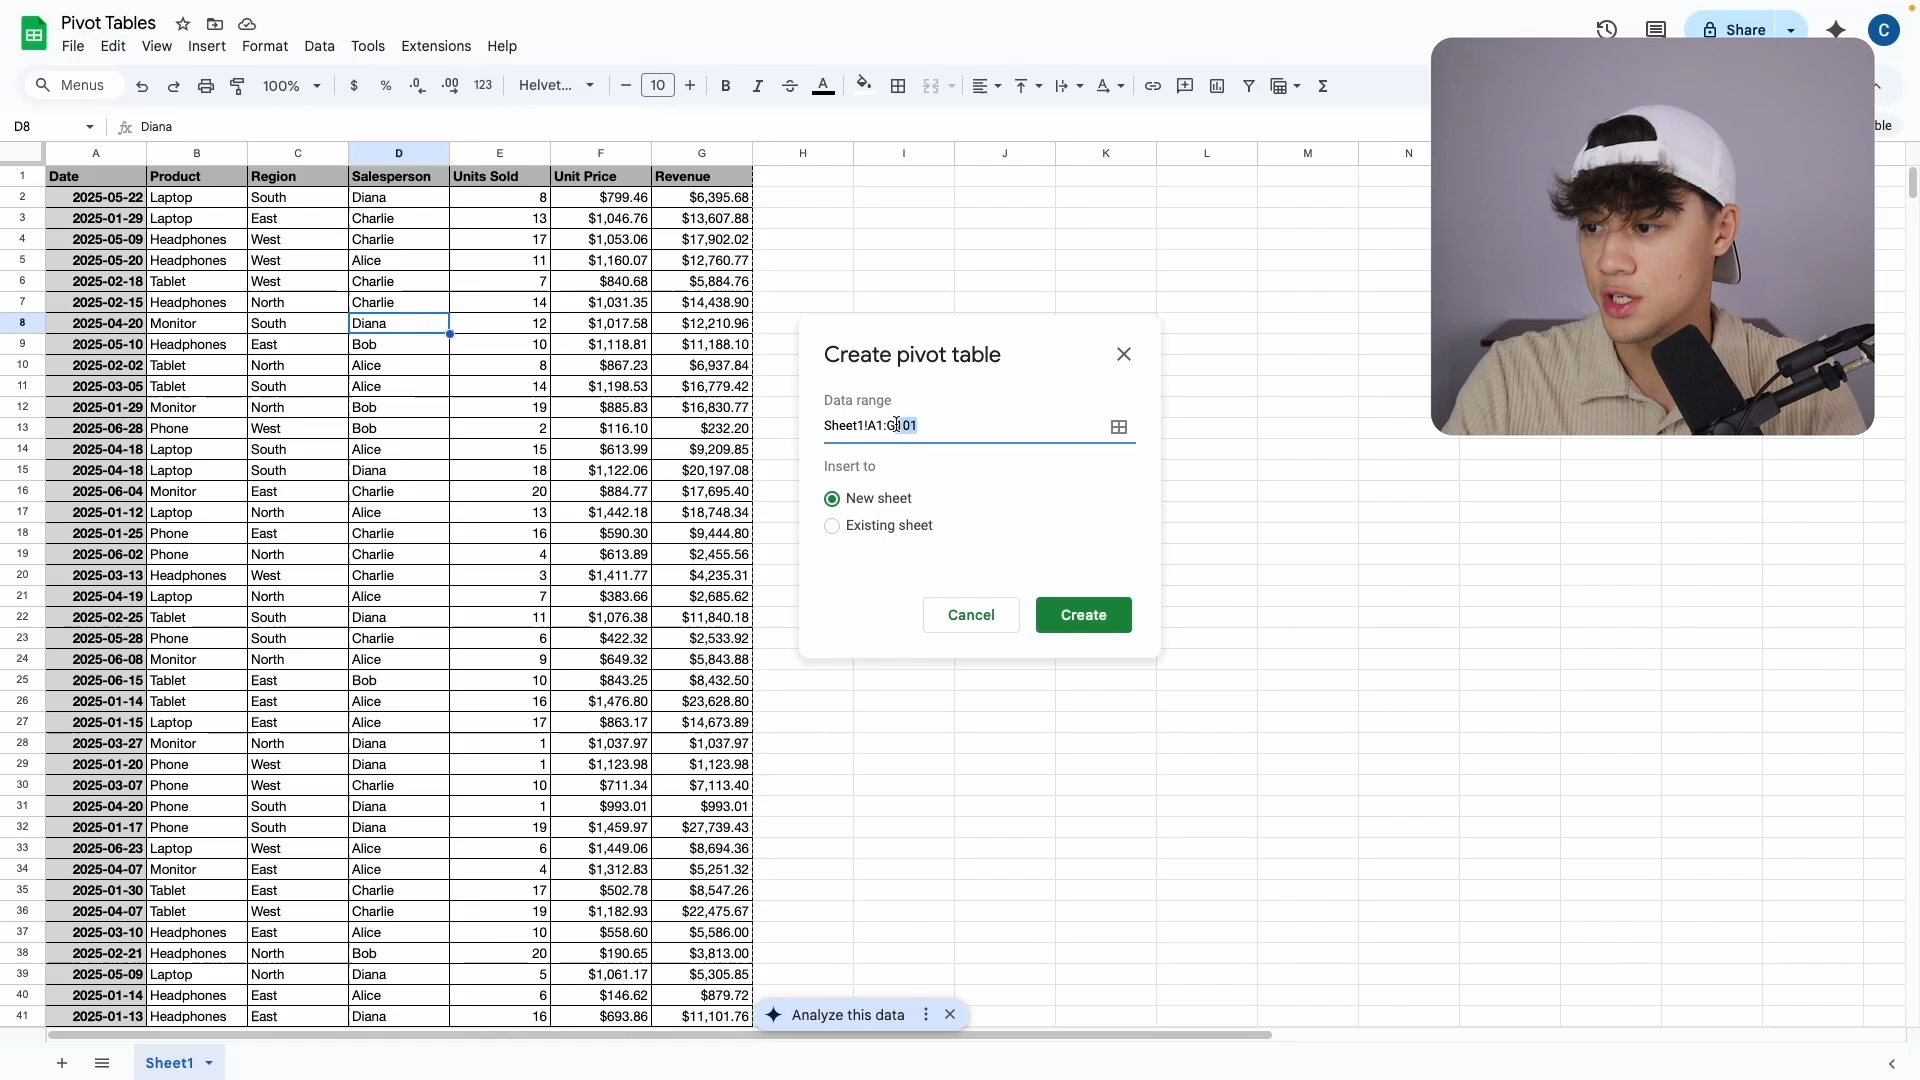 Pivot Tables
File Edit View Insert Format Data Tools Extensions Help
Share
C
Menus 100% $ % .0 .00 123 Helvet... 10 B I A
D8 fx Diana
ble
A B C D E F G H I J K L M N
1 Date Product Region Salesperson Units Sold Unit Price Revenue
2 2025-05-22 Laptop South Diana 8 $799.46 $6,395.68
3 2025-01-29 Laptop East Charlie 13 $1,046.76 $13,607.88
4 2025-05-09 Headphones West Charlie 17 $1,053.06 $17,902.02
5 2025-05-20 Headphones West Alice 11 $1,160.07 $12,760.77
6 2025-02-18 Tablet West Charlie 7 $840.68 $5,884.76
7 2025-02-15 Headphones North Charlie 14 $1,031.35 $14,438.90
8 2025-04-20 Monitor South Diana 12 $1,017.58 $12,210.96
9 2025-05-10 Headphones East Bob 10 $1,118.81 $11,188.10
10 2025-02-02 Tablet North Alice 8 $867.23 $6,937.84
11 2025-03-05 Tablet South Alice 14 $1,198.53 $16,779.42
12 2025-01-29 Monitor North Bob 19 $885.83 $16,830.77
13 2025-06-28 Phone West Bob 2 $116.10 $232.20
14 2025-04-18 Laptop South Alice 15 $613.99 $9,209.85
15 2025-04-18 Laptop South Diana 18 $1,122.06 $20,197.08
16 2025-06-04 Monitor East Charlie 20 $884.77 $17,695.40
17 2025-01-12 Laptop North Alice 13 $1,442.18 $18,748.34
18 2025-01-25 Phone East Charlie 16 $590.30 $9,444.80
19 2025-06-02 Phone North Charlie 4 $613.89 $2,455.56
20 2025-03-13 Headphones West Charlie 3 $1,411.77 $4,235.31
21 2025-04-19 Laptop North Alice 7 $383.66 $2,685.62
22 2025-02-25 Tablet South Diana 11 $1,076.38 $11,840.18
23 2025-05-28 Phone South Charlie 6 $422.32 $2,533.92
24 2025-06-08 Monitor North Alice 9 $649.32 $5,843.88
25 2025-06-15 Tablet East Bob 10 $843.25 $8,432.50
26 2025-01-14 Tablet East Alice 16 $1,476.80 $23,628.80
27 2025-01-15 Laptop East Alice 17 $863.17 $14,673.89
28 2025-03-27 Monitor North Diana 1 $1,037.97 $1,037.97
29 2025-01-20 Phone West Diana 1 $1,123.98 $1,123.98
30 2025-03-07 Phone West Charlie 10 $711.34 $7,113.40
31 2025-04-20 Phone South Diana 1 $993.01 $993.01
32 2025-01-17 Phone South Diana 19 $1,459.97 $27,739.43
33 2025-06-23 Laptop West Alice 6 $1,449.06 $8,694.36
34 2025-04-07 Monitor East Alice 4 $1,312.83 $5,251.32
35 2025-01-30 Tablet East Charlie 17 $502.78 $8,547.26
36 2025-04-07 Tablet West Charlie 19 $1,182.93 $22,475.67
37 2025-03-10 Headphones East Alice 10 $558.60 $5,586.00
38 2025-02-21 Headphones North Bob 20 $190.65 $3,813.00
39 2025-05-09 Laptop North Diana 5 $1,061.17 $5,305.85
40 2025-01-14 Headphones East Alice 6 $146.62 $879.72
41 2025-01-13 Headphones East Diana 16 $693.86 $11,101.76
Create pivot table
Data range
Sheet1!A1:G101
Insert to
New sheet
Existing sheet
Cancel Create
Analyze this data
Sheet1